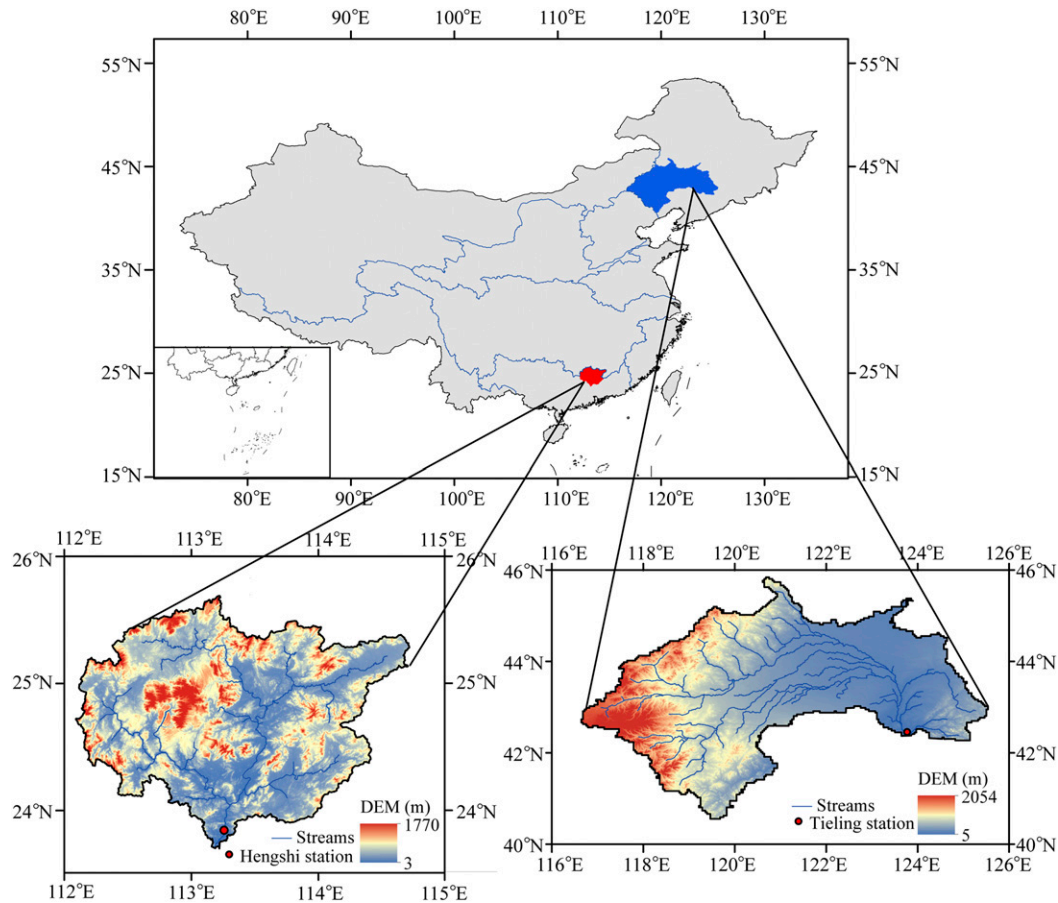 80°E 90°E 100°E 110°E 120°E 130°E
55°N 55°N
45°N 45°N
35°N 35°N
25°N 25°N
15°N 15°N
80°E 90°E 100°E 110°E 120°E 130°E
112°E 113°E 114°E 115°E
26°N
25°N
24°N
DEM (m)
1770
3
Streams
Hengshi station
26°N
25°N
24°N
112°E 113°E 114°E 115°E
116°E 118°E 120°E 122°E 124°E 126°E
46°N 46°N
44°N 44°N
42°N 42°N
DEM (m)
2054
5
Streams
Tieling station
40°N 40°N
116°E 118°E 120°E 122°E 124°E 126°E